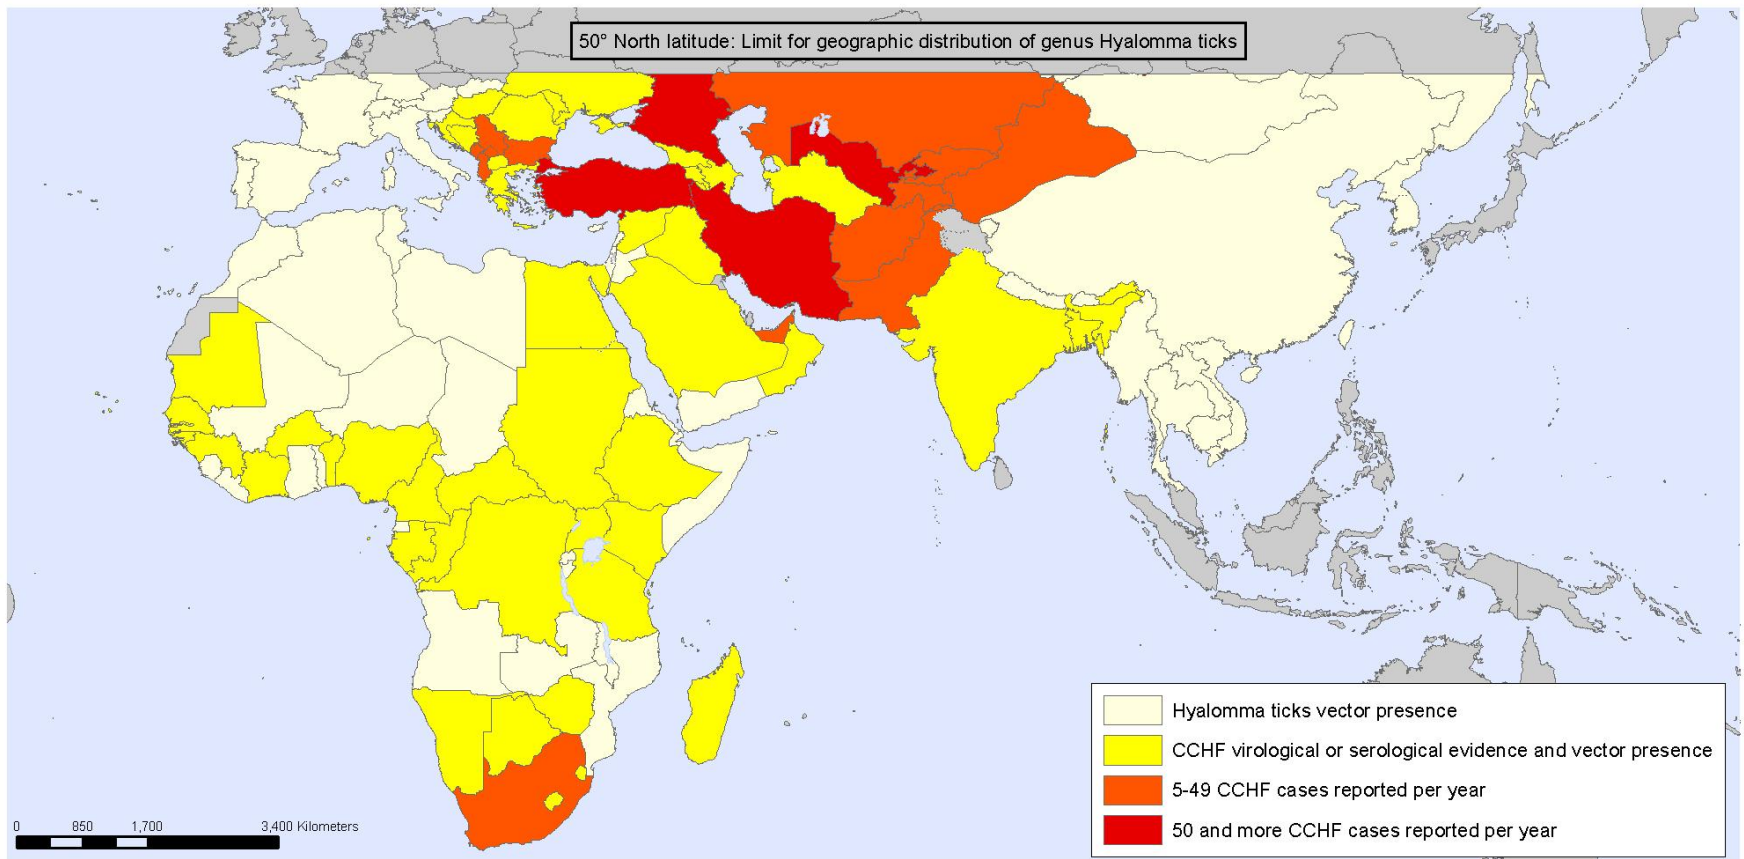 50° North latitude: Limit for geographic distribution of genus Hyalomma ticks
Hyalomma ticks vector presence
CCHF virological or serological evidence and vector presence
5-49 CCHF cases reported per year
50 and more CCHF cases reported per year
0 850 1,700 3,400 Kilometers